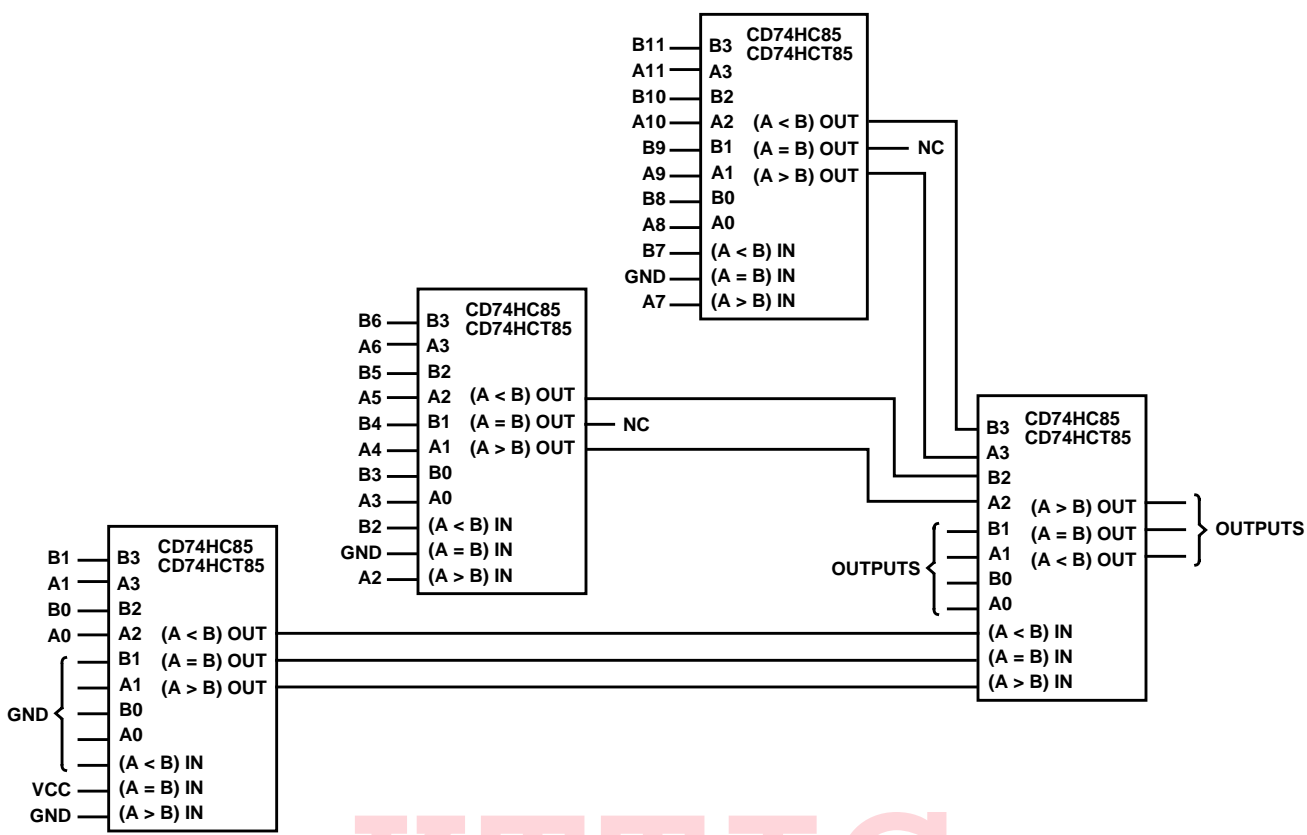 CD74HC85
CD74HCT85
B11 B3
A11 A3
B10 B2
A10 A2 (A < B) OUT
B9 B1 (A = B) OUT NC
A9 A1 (A > B) OUT
B8 B0
A8 A0
B7 (A < B) IN
GND (A = B) IN
A7 (A > B) IN
CD74HC85
CD74HCT85
B6 B3
A6 A3
B5 B2
A5 A2 (A < B) OUT
B4 B1 (A = B) OUT NC
A4 A1 (A > B) OUT
B3 B0
A3 A0
B2 (A < B) IN
GND (A = B) IN
A2 (A > B) IN
CD74HC85
CD74HCT85
B1 B3
A1 A3
B0 B2
A0 A2 (A < B) OUT
B1 (A = B) OUT
A1 (A > B) OUT
GND B0
A0
(A < B) IN
VCC (A = B) IN
GND (A > B) IN
CD74HC85
CD74HCT85
B3
A3
B2
A2 (A > B) OUT
B1 (A = B) OUT OUTPUTS
A1 (A < B) OUT
OUTPUTS B0
A0
(A < B) IN
(A = B) IN
(A > B) IN